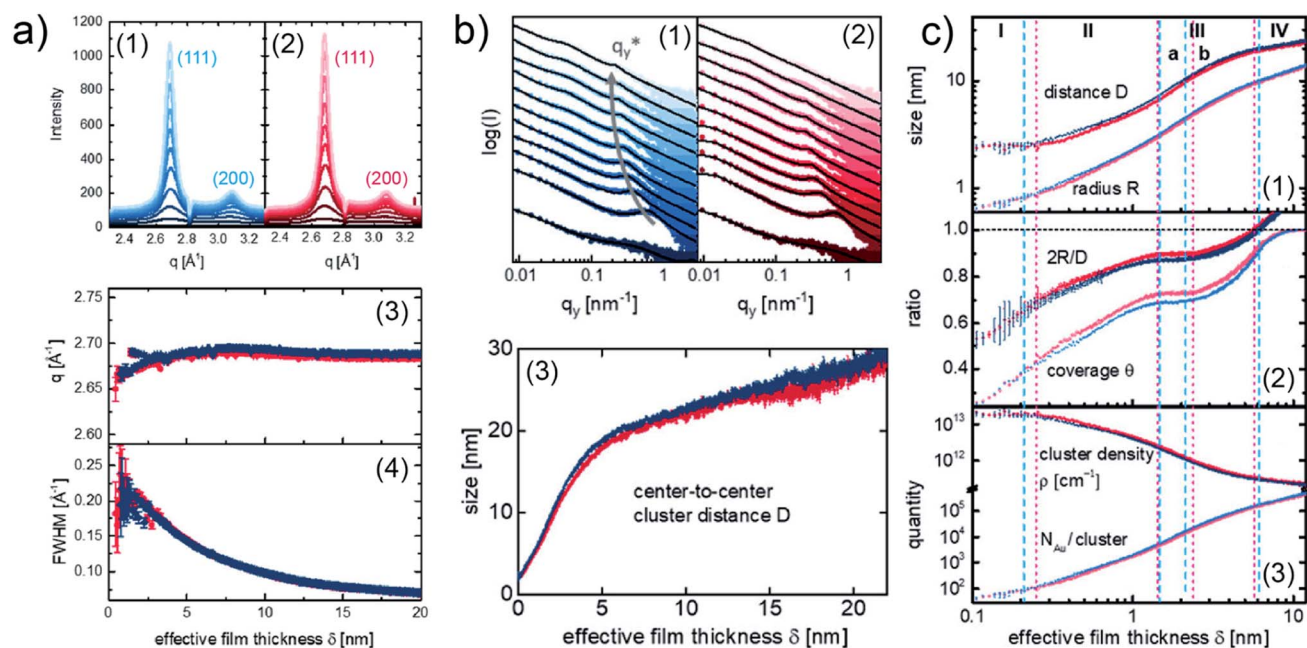 a)
(1)
(2)
(111)
(111)
(200)
(200)
Intensity
1200
1000
800
600
400
200
0
2.4 2.6 2.8 3.0 3.2
2.4 2.6 2.8 3.0 3.2
q [Å¹]
q [Å¹]
(3)
q [Å⁻¹]
2.75
2.70
2.65
2.60
(4)
FWHM [Å⁻¹]
0.25
0.20
0.15
0.10
0 5 10 15 20
effective film thickness δ [nm]
b)
(1)
(2)
q_y*
log(I)
0.01 0.1 1
0.01 0.1 1
q_y [nm⁻¹]
q_y [nm⁻¹]
(3)
size [nm]
30
20
10
0
center-to-center
cluster distance D
0 5 10 15 20
effective film thickness δ [nm]
c)
I II III IV
a b
size [nm]
10
1
distance D
radius R
(1)
ratio
1.0
0.8
0.6
0.4
2R/D
coverage θ
(2)
quantity
10¹³
10¹²
10⁵
10⁴
10³
10²
cluster density
ρ [cm⁻¹]
N_Au/cluster
(3)
0.1 1 10
effective film thickness δ [nm]